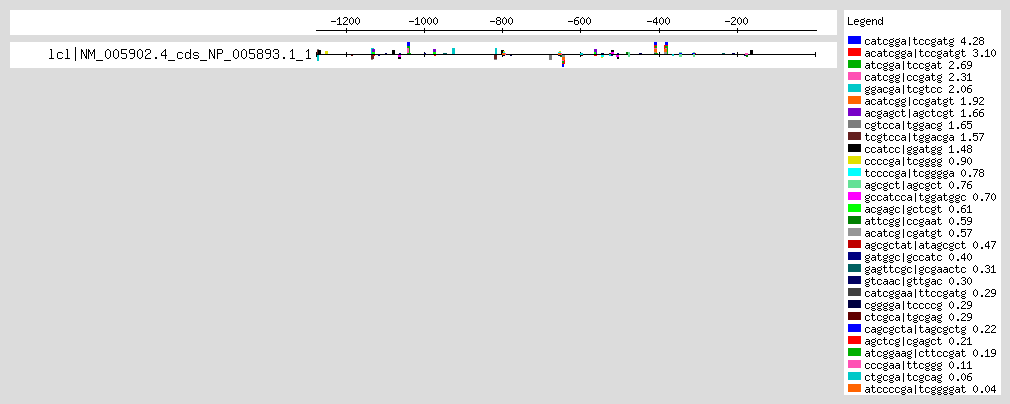 -1200 -1000 -800 -600 -400 -200
lcl|NM_005902.4_cds_NP_005893.1_1
Legend
catcgga|tccgatg 4.28
acatcgga|tccgatgt 3.10
atcgga|tccgat 2.69
catcgg|ccgatg 2.31
ggacga|tcgtcc 2.06
acatcgg|ccgatgt 1.92
acgagct|agctcgt 1.66
cgtcca|tggacg 1.65
tcgtcca|tggacga 1.57
ccatcc|ggatgg 1.48
ccccga|tcgggg 0.90
tccccga|tcgggga 0.78
agcgct|agcgct 0.76
gccatcca|tggatggc 0.70
acgagc|gctcgt 0.61
attcgg|ccgaat 0.59
acatcg|cgatgt 0.57
agcgctat|atagcgct 0.47
gatggc|gccatc 0.40
gagttcgc|gcgaactc 0.31
gtcaac|gttgac 0.30
catcggaa|ttccgatg 0.29
cgggga|tccccg 0.29
ctcgca|tgcgag 0.29
cagcgcta|tagcgctg 0.22
agctcg|cgagct 0.21
atcggaag|cttccgat 0.19
cccgaa|ttcggg 0.11
ctgcga|tcgcag 0.06
atccccga|tcggggat 0.04